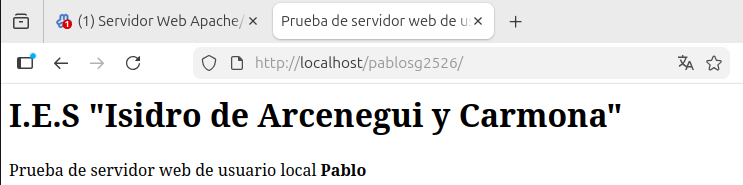 (1) Servidor Web Apache/
Prueba de servidor web de u
http://localhost/pablosg2526/
I.E.S "Isidro de Arcenegui y Carmona"
Prueba de servidor web de usuario local Pablo